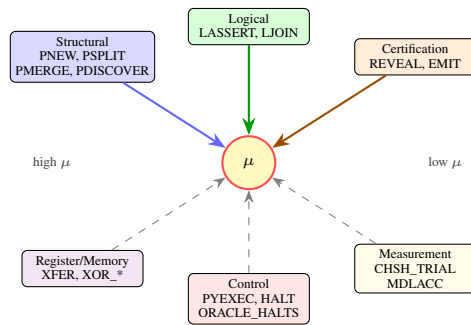 Logical
LASSERT, LJOIN
Structural
PNEW, PSPLIT
PMERGE, PDISCOVER
Certification
REVEAL, EMIT
high μ
μ
low μ
Register/Memory
XFER, XOR_*
Control
PYEXEC, HALT
ORACLE_HALTS
Measurement
CHSH_TRIAL
MDLACC